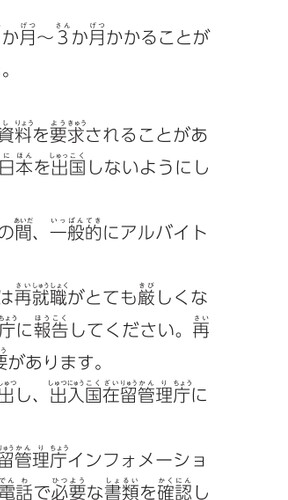 か月～３か月かかることが
。
資料を要求されることがあ
日本を出国しないようにし
の間、一般的にアルバイト
は再就職がとても厳しくな
庁に報告してください。再
要があります。
出し、出入国在留管理庁に
留管理庁インフォメーショ
電話で必要な書類を確認し